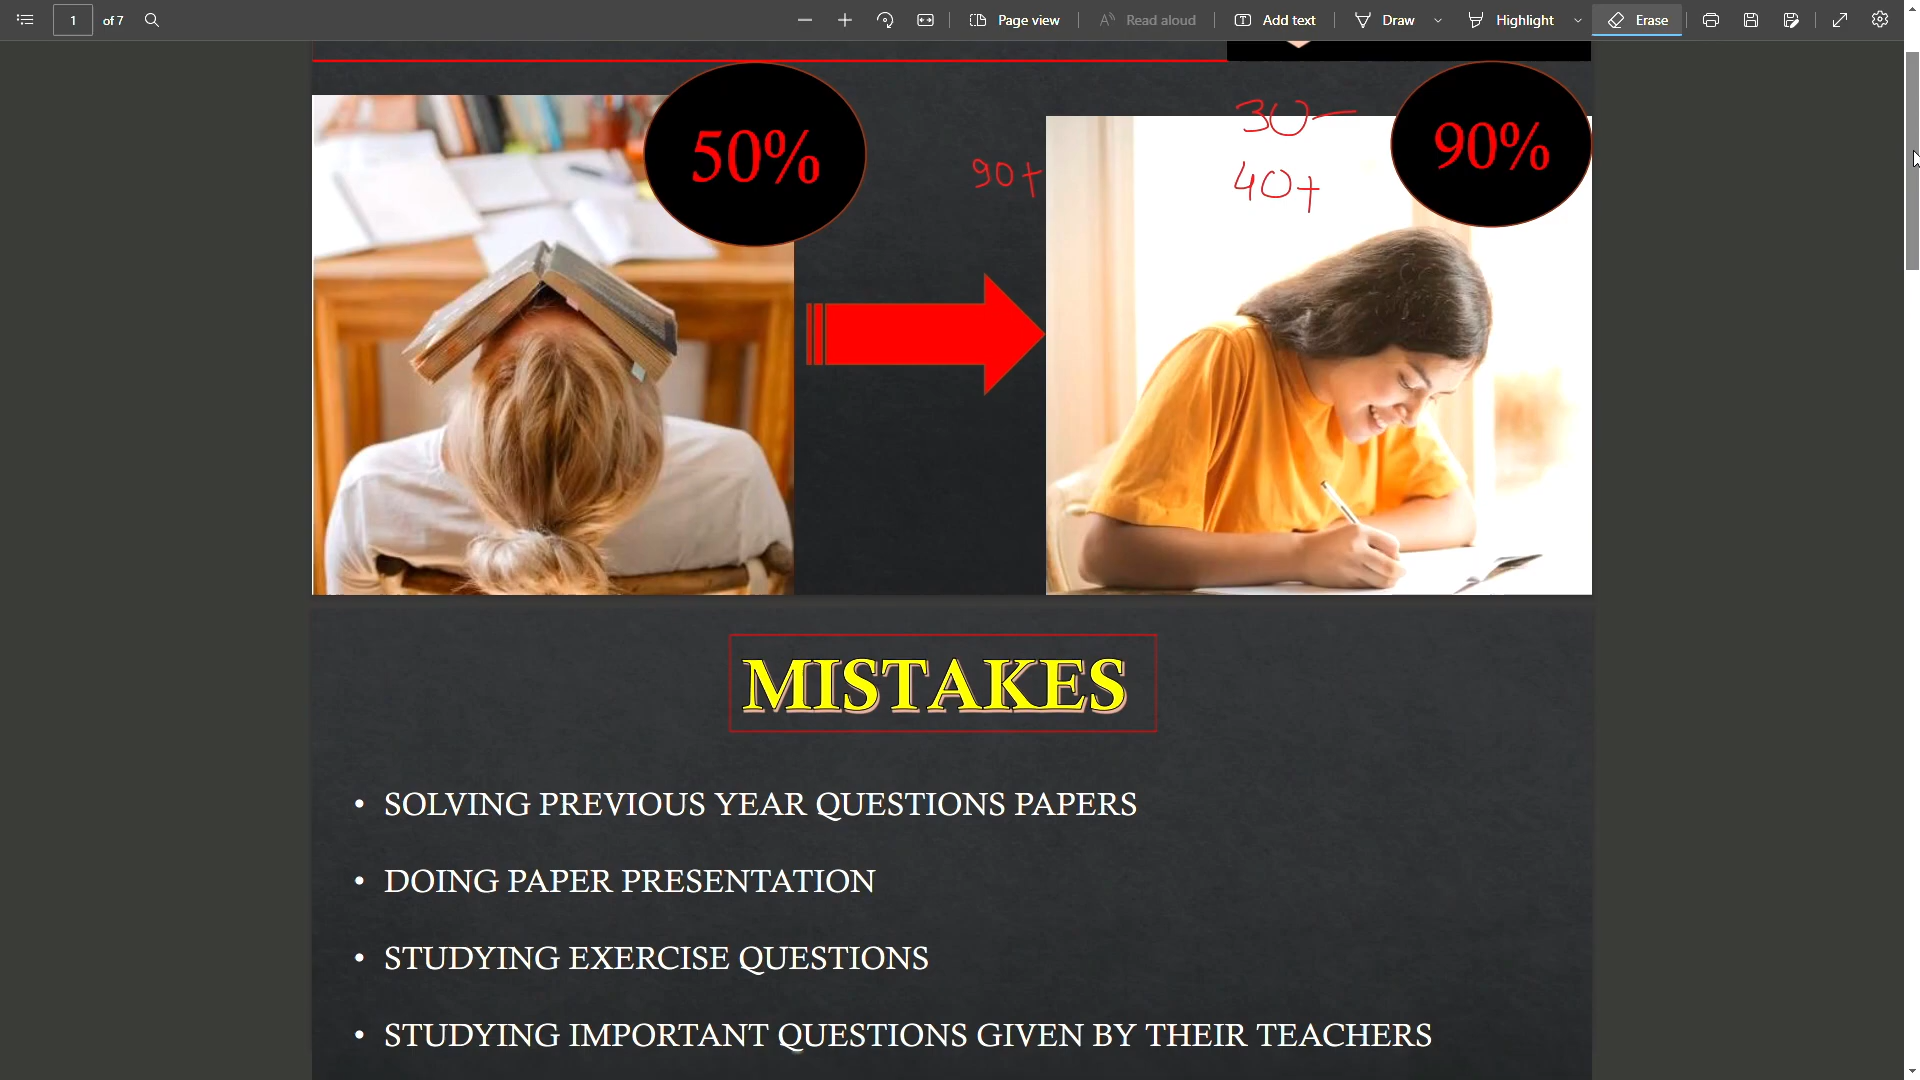 1 of 7 Page view Read aloud Add text Draw Highlight Erase
50%
90+
30-
40+
90%
MISTAKES
• SOLVING PREVIOUS YEAR QUESTIONS PAPERS
• DOING PAPER PRESENTATION
• STUDYING EXERCISE QUESTIONS
• STUDYING IMPORTANT QUESTIONS GIVEN BY THEIR TEACHERS